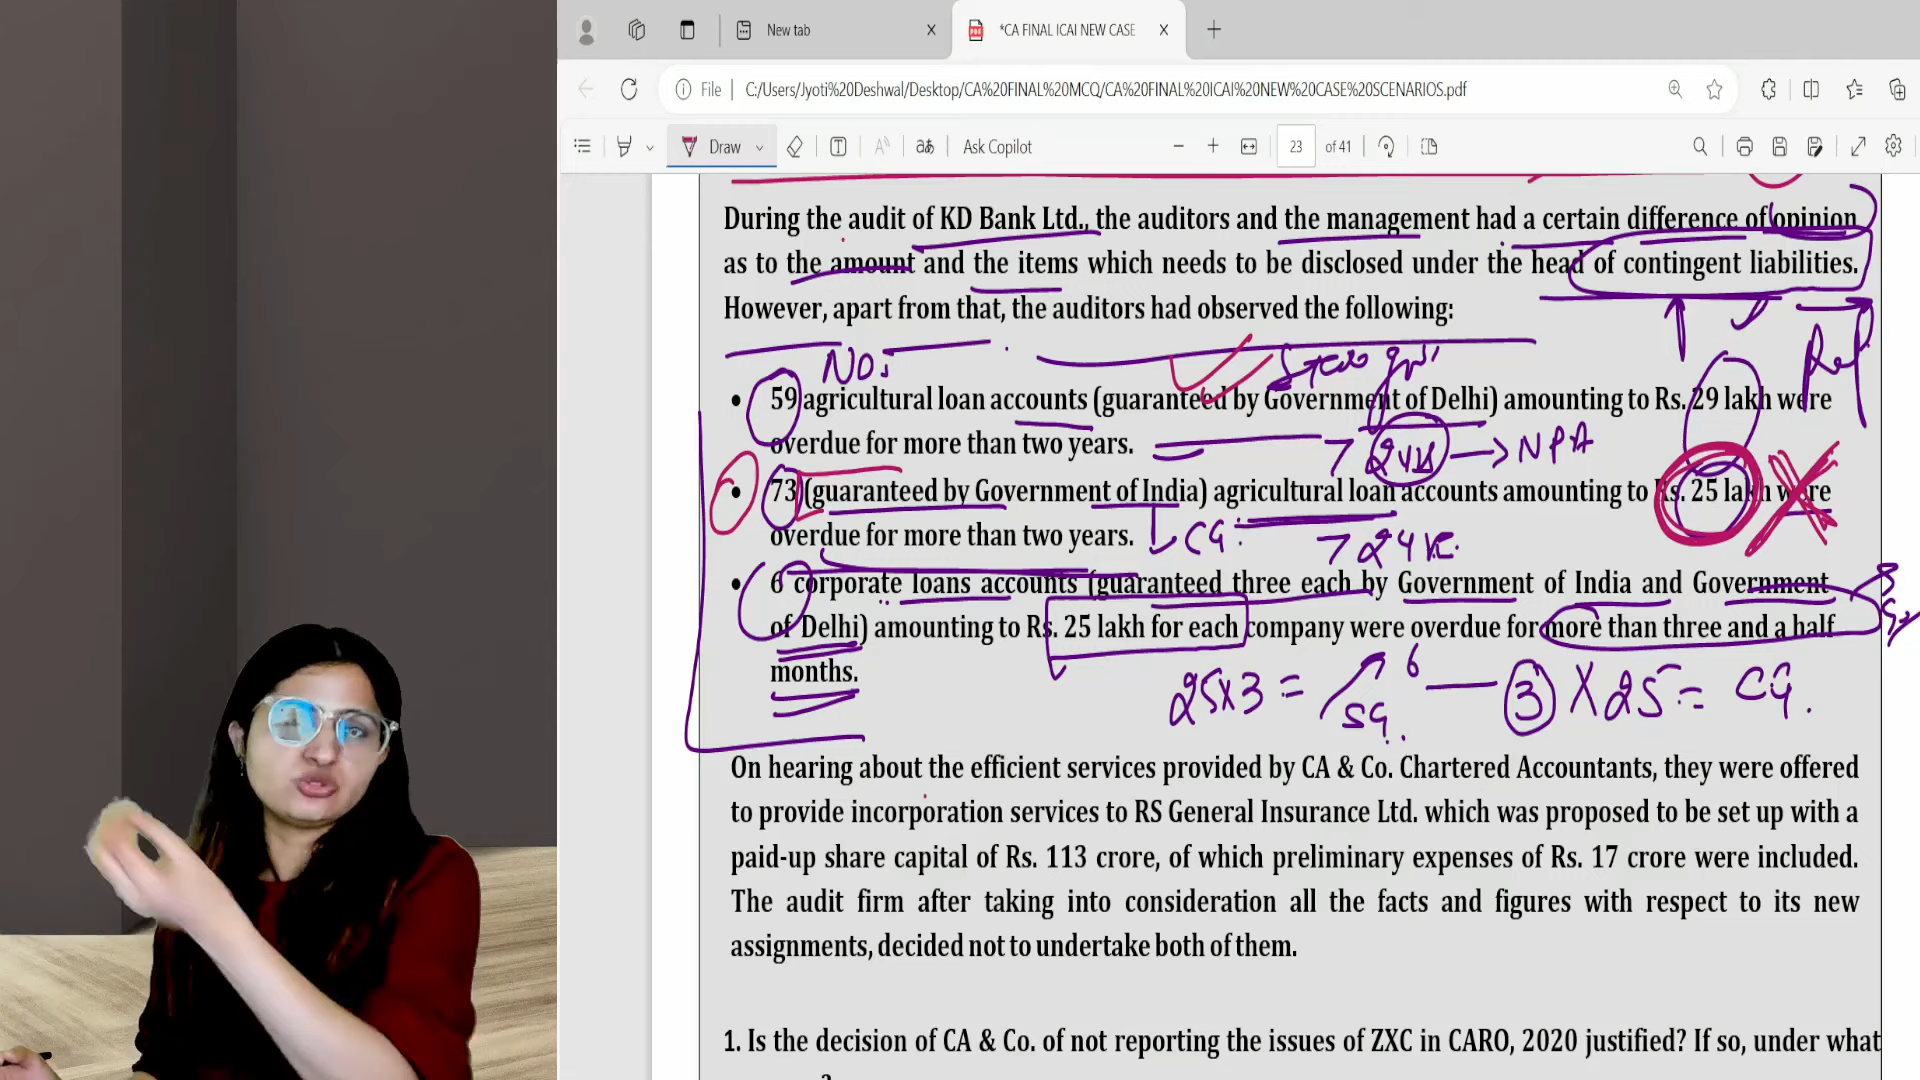 New tab
*CA FINAL ICAI NEW CASE
File C:/Users/Jyoti%20Deshwal/Desktop/CA%20FINAL%20MCQ/CA%20FINAL%20ICAI%20NEW%20CASE%20SCENARIOS.pdf
Draw Ask Copilot 23 of 41
During the audit of KD Bank Ltd., the auditors and the management had a certain difference of opinion
as to the amount and the items which needs to be disclosed under the head of contingent liabilities.
However, apart from that, the auditors had observed the following:
NO:
• 59 agricultural loan accounts (guaranteed by Government of Delhi) amounting to Rs. 29 lakh were
overdue for more than two years.
NPA
• 73 (guaranteed by Government of India) agricultural loan accounts amounting to Rs. 25 lakh were
overdue for more than two years.
CG.
• 6 corporate loans accounts (guaranteed three each by Government of India and Government
of Delhi) amounting to Rs. 25 lakh for each company were overdue for more than three and a half
months.
25x3 = SG. 6 — 3 X 25 = CG.
On hearing about the efficient services provided by CA & Co. Chartered Accountants, they were offered
to provide incorporation services to RS General Insurance Ltd. which was proposed to be set up with a
paid-up share capital of Rs. 113 crore, of which preliminary expenses of Rs. 17 crore were included.
The audit firm after taking into consideration all the facts and figures with respect to its new
assignments, decided not to undertake both of them.
1. Is the decision of CA & Co. of not reporting the issues of ZXC in CARO, 2020 justified? If so, under what